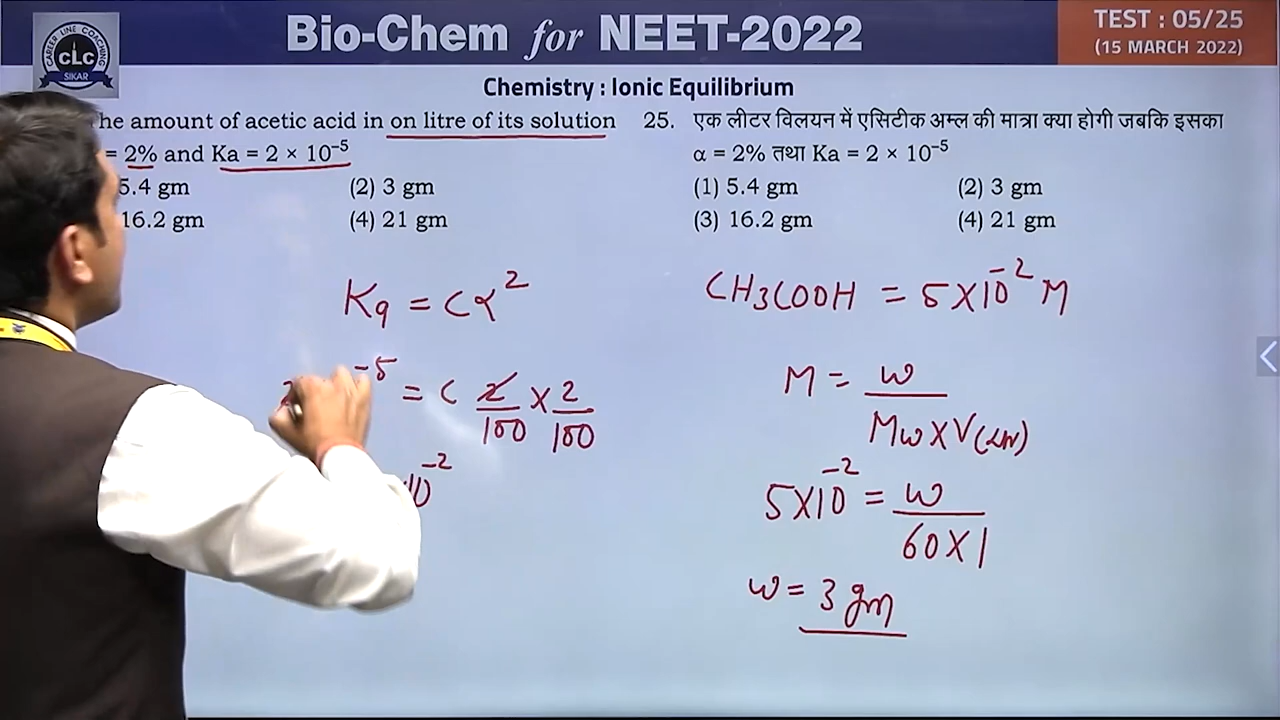 Bio-Chem for NEET-2022
TEST : 05/25
(15 MARCH 2022)
CAREER LINE COACHING
CLC
SIKAR
Chemistry : Ionic Equilibrium
he amount of acetic acid in on litre of its solution
= 2% and Ka = 2 × 10⁻⁵
5.4 gm (2) 3 gm
16.2 gm (4) 21 gm
25. एक लीटर विलयन में एसिटीक अम्ल की मात्रा क्या होगी जबकि इसका
α = 2% तथा Ka = 2 × 10⁻⁵
(1) 5.4 gm (2) 3 gm
(3) 16.2 gm (4) 21 gm
Ka = Cα²
⁻⁵ = C 2/100 × 2/100
10⁻²
CH3COOH = 5×10⁻² M
M = w/Mw×V(Lit)
5×10⁻² = w/60×1
w = 3 gm